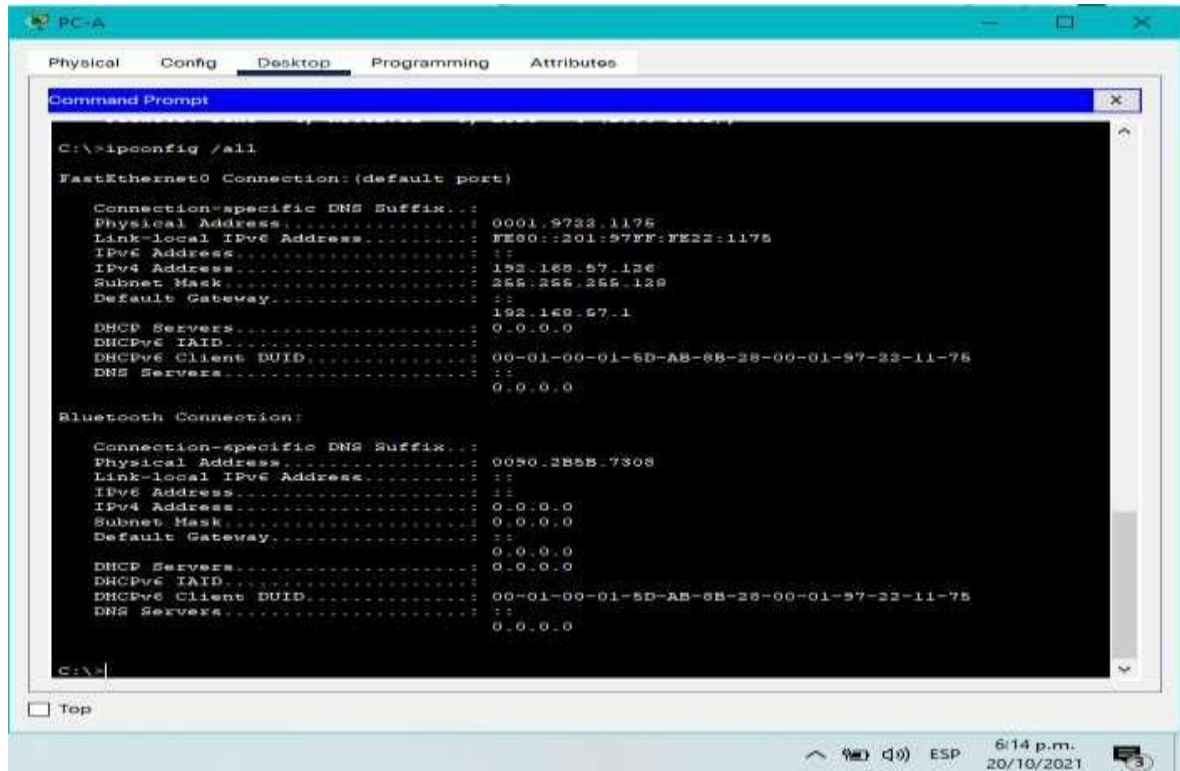 PC-A
Physical Config Desktop Programming Attributes
Command Prompt
C:\>ipconfig /all
FastEthernet0 Connection:(default port)
Connection-specific DNS Suffix..:
Physical Address................: 0001.9722.1175
Link-local IPv6 Address.........: FE80::201:97FF:FE22:1175
IPv6 Address....................: ::
IPv4 Address....................: 192.168.57.126
Subnet Mask.....................: 255.255.255.128
Default Gateway.................: ::
192.168.57.1
DHCP Servers....................: 0.0.0.0
DHCPv6 IAID.....................:
DHCPv6 Client DUID..............: 00-01-00-01-5D-AB-8B-28-00-01-97-22-11-75
DNS Servers.....................: ::
0.0.0.0
Bluetooth Connection:
Connection-specific DNS Suffix..:
Physical Address................: 0090.2B5B.7308
Link-local IPv6 Address.........: ::
IPv6 Address....................: ::
IPv4 Address....................: 0.0.0.0
Subnet Mask.....................: 0.0.0.0
Default Gateway.................: ::
0.0.0.0
DHCP Servers....................: 0.0.0.0
DHCPv6 IAID.....................:
DHCPv6 Client DUID..............: 00-01-00-01-5D-AB-8B-28-00-01-97-22-11-75
DNS Servers.....................: ::
0.0.0.0
C:\>
Top
ESP 6:14 p.m.
20/10/2021
3